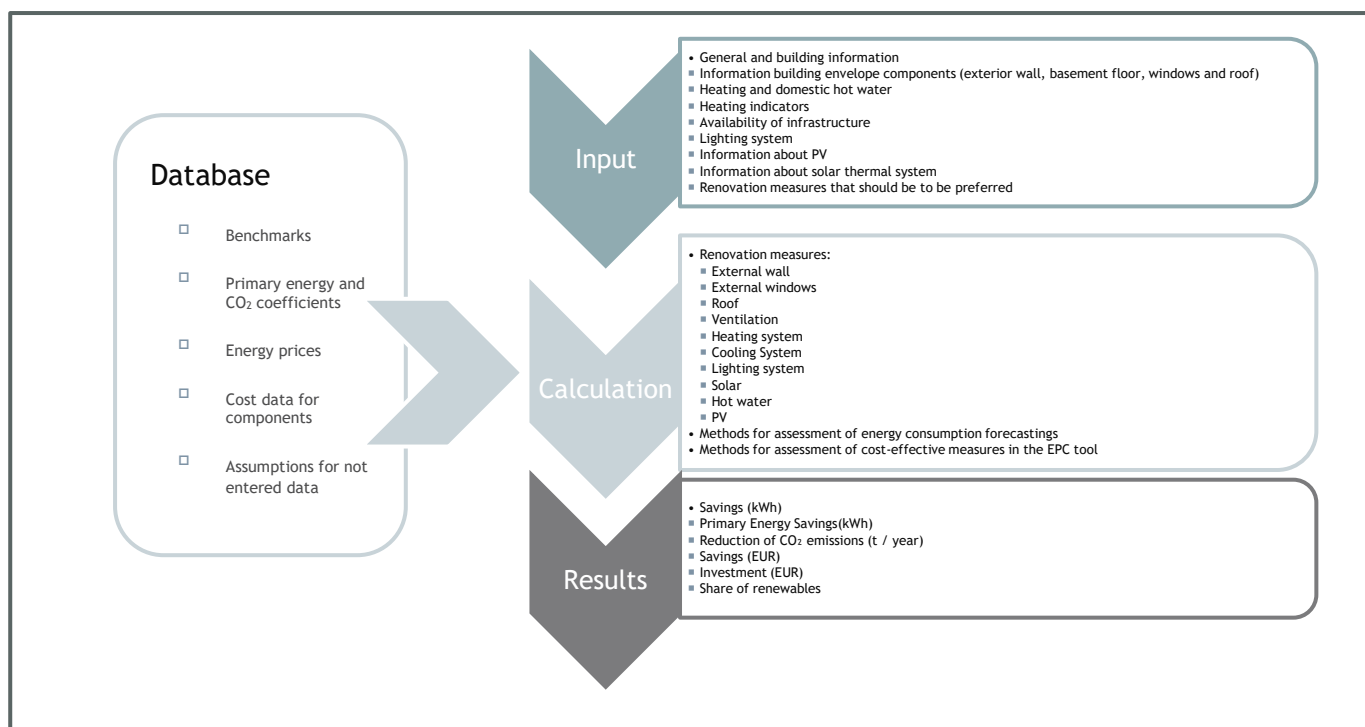 Database
□ Benchmarks
□ Primary energy and
CO₂ coefficients
□ Energy prices
□ Cost data for
components
□ Assumptions for not
entered data
Input
• General and building information
▪ Information building envelope components (exterior wall, basement floor, windows and roof)
▪ Heating and domestic hot water
▪ Heating indicators
▪ Availability of infrastructure
▪ Lighting system
▪ Information about PV
▪ Information about solar thermal system
▪ Renovation measures that should be to be preferred
Calculation
• Renovation measures:
▪ External wall
▪ External windows
▪ Roof
▪ Ventilation
▪ Heating system
▪ Cooling System
▪ Lighting system
▪ Solar
▪ Hot water
▪ PV
• Methods for assessment of energy consumption forecastings
• Methods for assessment of cost-effective measures in the EPC tool
Results
• Savings (kWh)
▪ Primary Energy Savings(kWh)
▪ Reduction of CO₂ emissions (t / year)
▪ Savings (EUR)
▪ Investment (EUR)
▪ Share of renewables